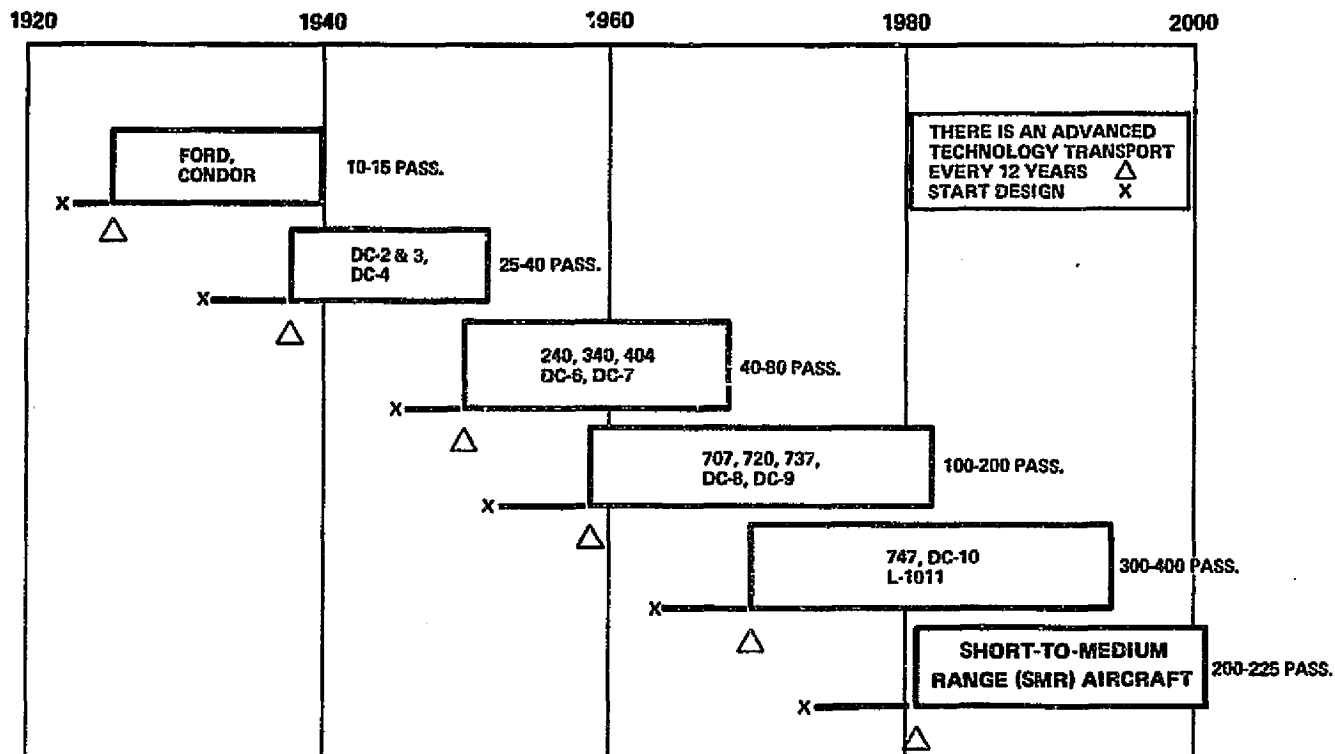 1920 1940 1960 1980 2000
THERE IS AN ADVANCED
TECHNOLOGY TRANSPORT
EVERY 12 YEARS △
START DESIGN X
FORD,
CONDOR
10-15 PASS.
X
△
DC-2 & 3,
DC-4
25-40 PASS.
X
△
240, 340, 404
DC-6, DC-7
40-80 PASS.
X
△
707, 720, 737,
DC-8, DC-9
100-200 PASS.
X
△
747, DC-10
L-1011
300-400 PASS.
X
△
SHORT-TO-MEDIUM
RANGE (SMR) AIRCRAFT
200-225 PASS.
X
△